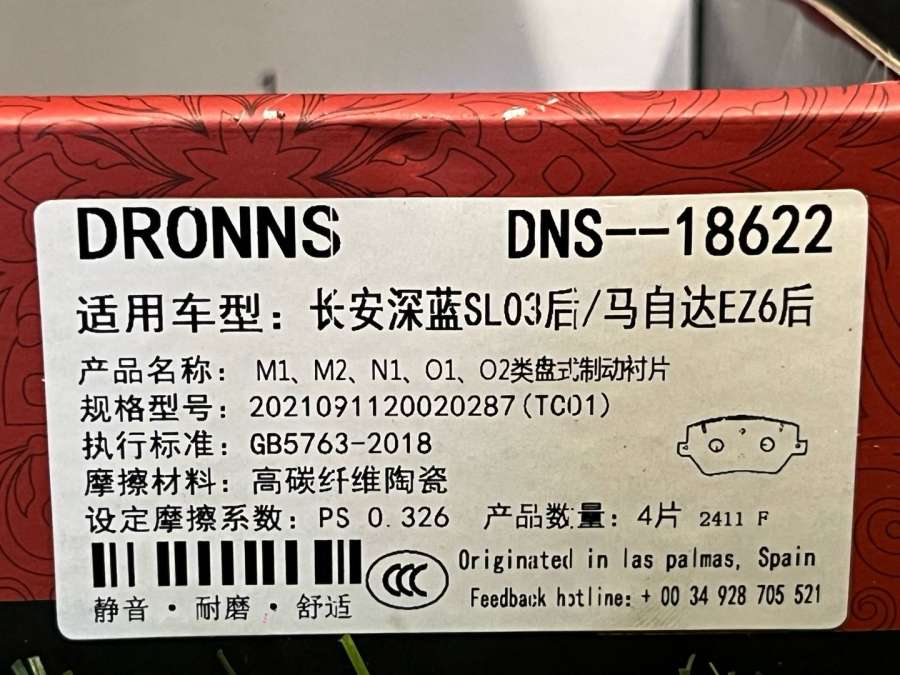 DRONNS DNS--18622
适用车型：长安深蓝SL03后/马自达EZ6后
产品名称： M1、M2、N1、O1、O2类盘式制动衬片
规格型号：2021091120020287(TC01)
执行标准：GB5763-2018
摩擦材料：高碳纤维陶瓷
设定摩擦系数：PS 0.326 产品数量：4片 2411 F
CCC Originated in las palmas, Spain
静音·耐磨·舒适 Feedback hotline: + 00 34 928 705 521